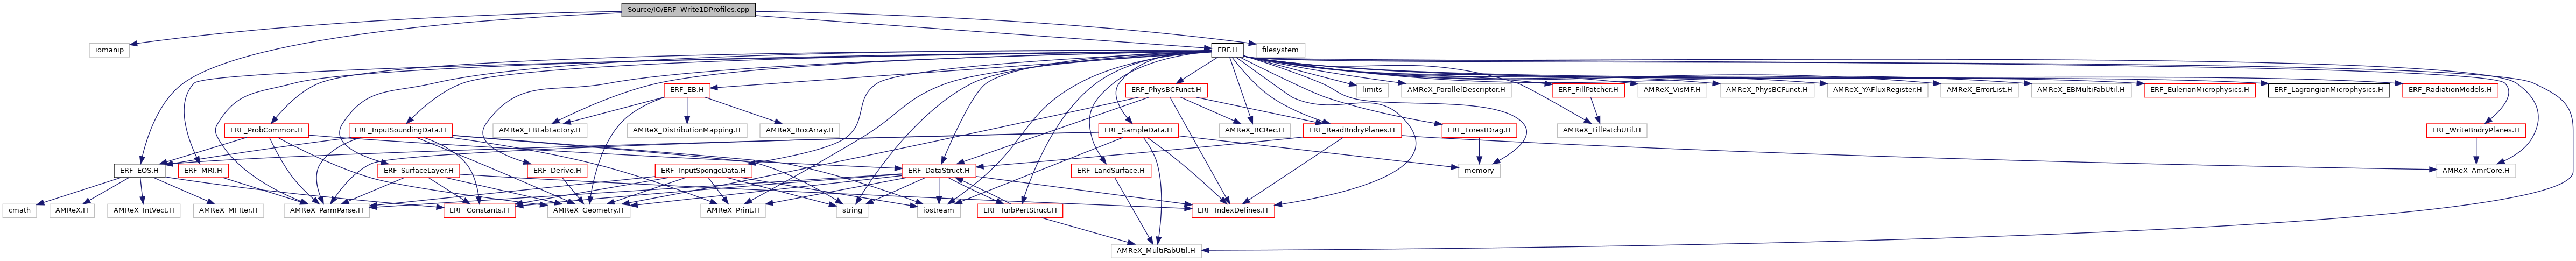 Source/IO/ERF_Write1DProfiles.cpp
iomanip
ERF.H
filesystem
ERF_EB.H
ERF_PhysBCFunct.H
limits
AMReX_ParallelDescriptor.H
ERF_FillPatcher.H
AMReX_VisMF.H
AMReX_PhysBCFunct.H
AMReX_YAFluxRegister.H
AMReX_ErrorList.H
AMReX_EBMultiFabUtil.H
ERF_EulerianMicrophysics.H
ERF_LagrangianMicrophysics.H
ERF_RadiationModels.H
ERF_ProbCommon.H
ERF_InputSoundingData.H
AMReX_EBFabFactory.H
AMReX_DistributionMapping.H
AMReX_BoxArray.H
ERF_SampleData.H
AMReX_BCRec.H
ERF_ReadBndryPlanes.H
ERF_ForestDrag.H
AMReX_FillPatchUtil.H
ERF_WriteBndryPlanes.H
ERF_EOS.H
ERF_MRI.H
ERF_SurfaceLayer.H
ERF_Derive.H
ERF_InputSpongeData.H
ERF_DataStruct.H
ERF_LandSurface.H
memory
AMReX_AmrCore.H
cmath
AMReX.H
AMReX_IntVect.H
AMReX_MFIter.H
AMReX_ParmParse.H
ERF_Constants.H
AMReX_Geometry.H
AMReX_Print.H
string
iostream
ERF_TurbPertStruct.H
ERF_IndexDefines.H
AMReX_MultiFabUtil.H